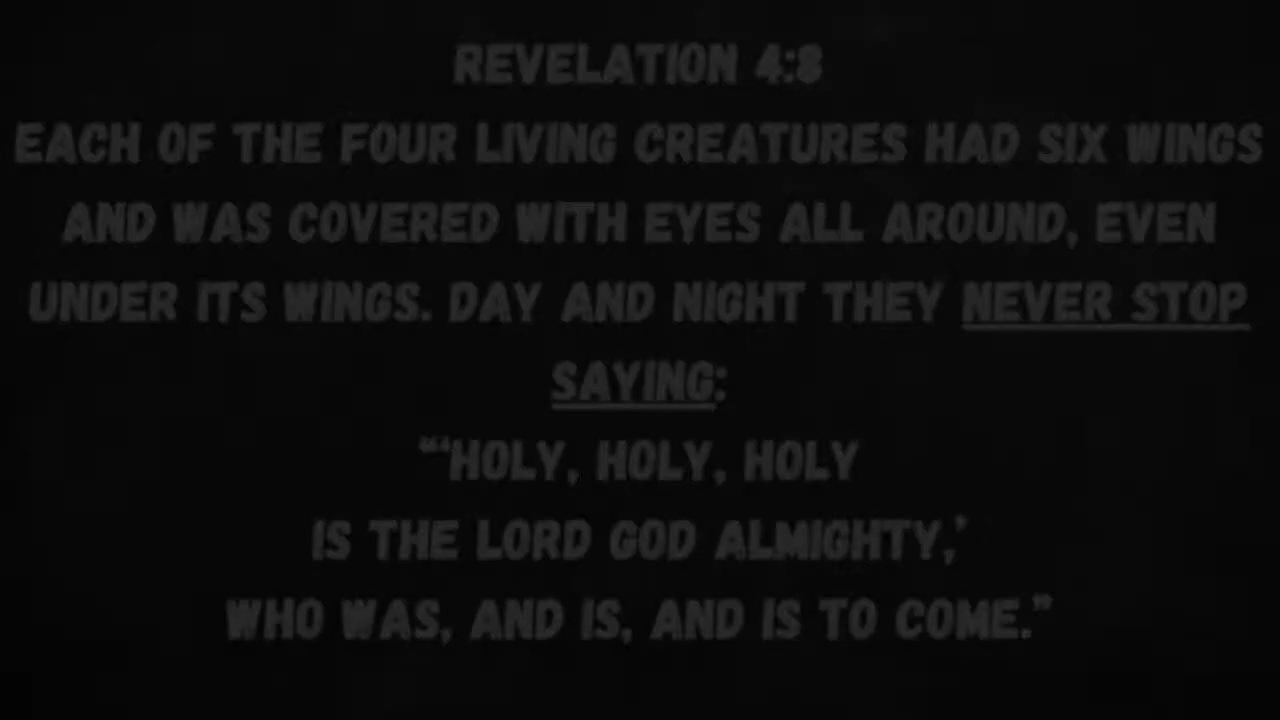 REVELATION 4:8
EACH OF THE FOUR LIVING CREATURES HAD SIX WINGS
AND WAS COVERED WITH EYES ALL AROUND, EVEN
UNDER ITS WINGS. DAY AND NIGHT THEY NEVER STOP
SAYING:
“‘HOLY, HOLY, HOLY
IS THE LORD GOD ALMIGHTY,’
WHO WAS, AND IS, AND IS TO COME.”